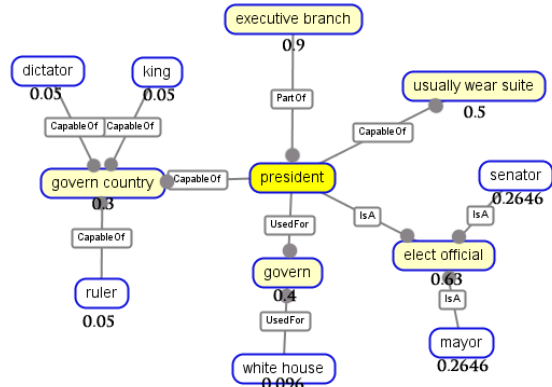 executive branch
0.9
dictator
0.05
king
0.05
usually wear suite
0.5
PartOf
CapableOf
CapableOf
CapableOf
govern country
0.3
CapableOf
president
senator
0.2646
CapableOf
UsedFor
IsA
IsA
elect official
0.63
govern
0.4
ruler
0.05
IsA
UsedFor
mayor
0.2646
white house
0.096